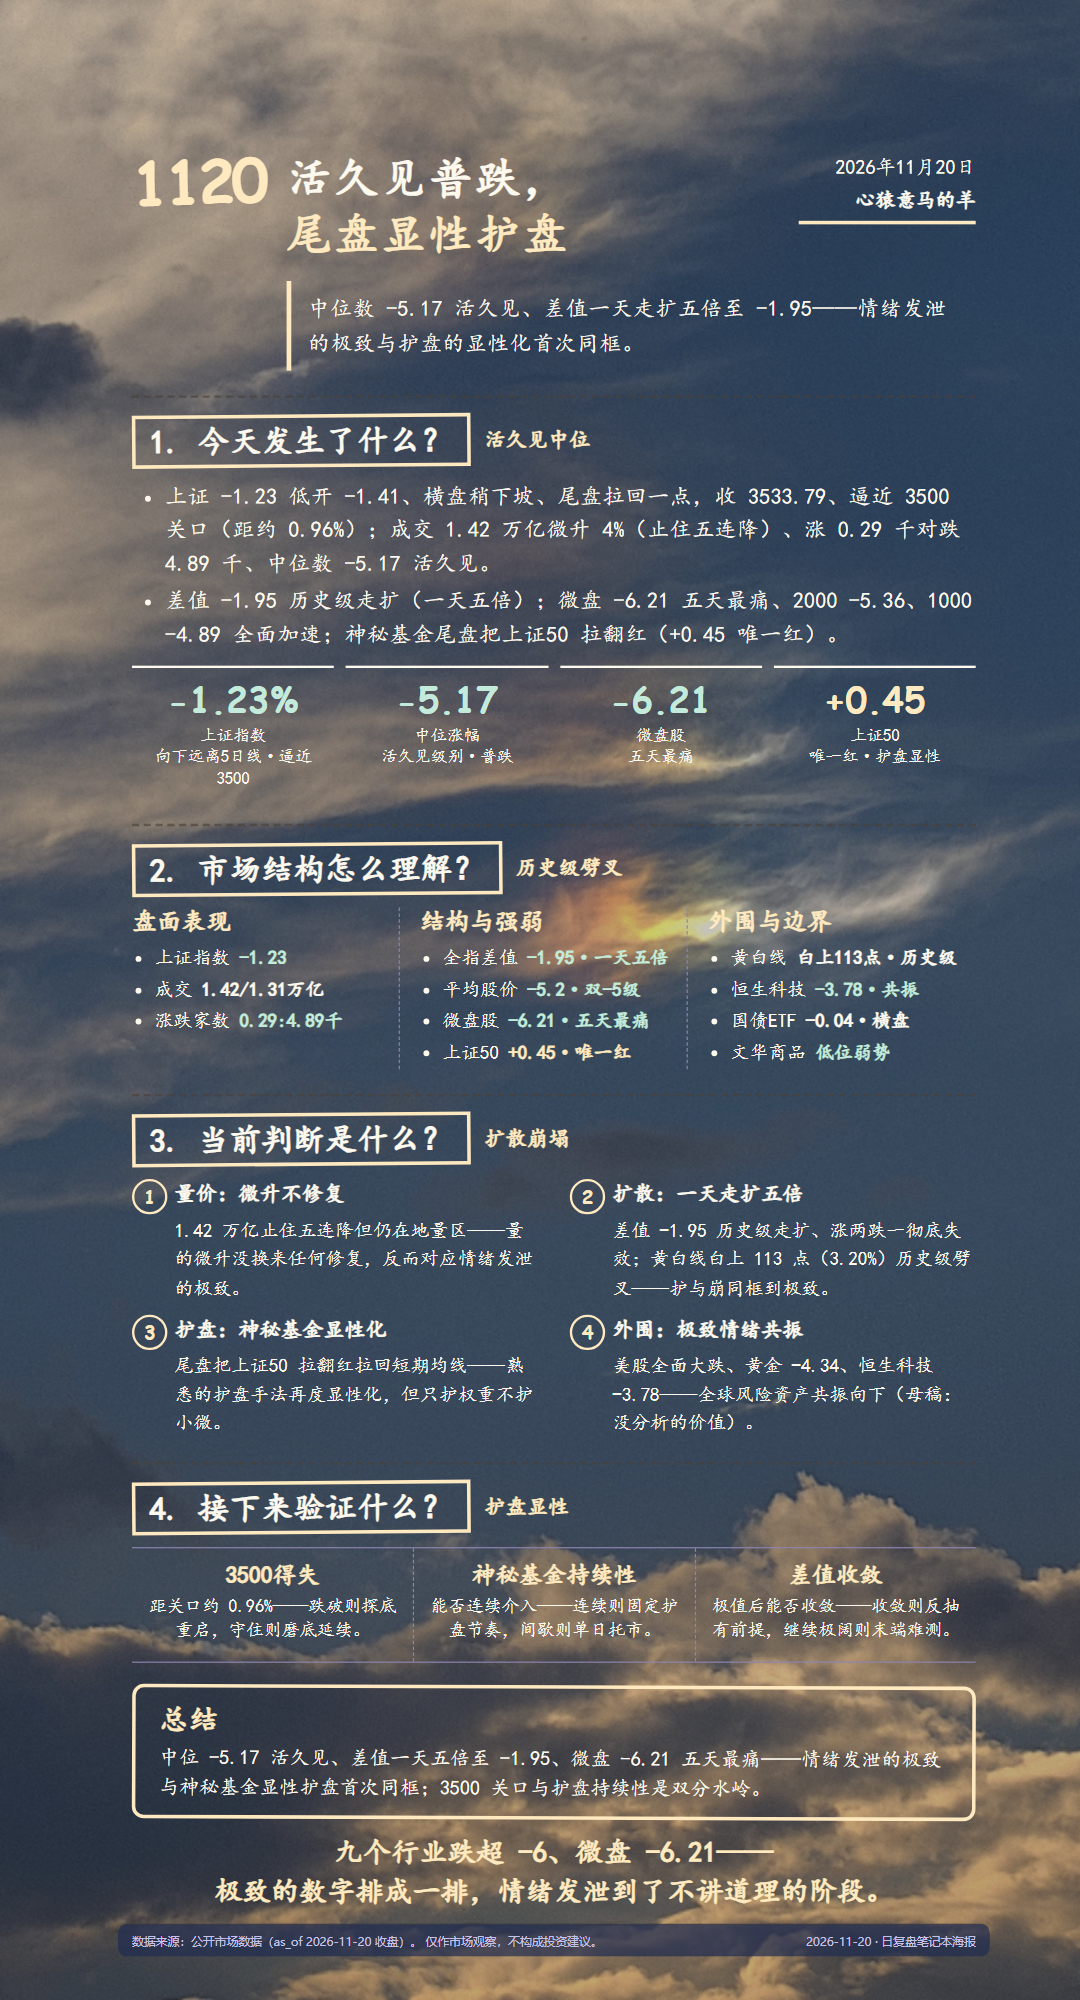 1120
活久见普跌，
尾盘显性护盘
2026年11月20日
心猿意马的羊
中位数 −5.17 活久见、差值一天走扩五倍至 −1.95——情绪发泄
的极致与护盘的显性化首次同框。
1. 今天发生了什么？
活久见中位
• 上证 −1.23 低开 −1.41、横盘稍下坡、尾盘拉回一点，收 3533.79、逼近 3500
关口（距约 0.96%）；成交 1.42 万亿微升 4%（止住五连降）、涨 0.29 千对跌
4.89 千、中位数 −5.17 活久见。
• 差值 −1.95 历史级走扩（一天五倍）；微盘 −6.21 五天最痛、2000 −5.36、1000
−4.89 全面加速；神秘基金尾盘把上证50 拉翻红（+0.45 唯一红）。
−1.23%
上证指数
向下远离5日线·逼近
3500
−5.17
中位涨幅
活久见级别·普跌
−6.21
微盘股
五天最痛
+0.45
上证50
唯一红·护盘显性
2. 市场结构怎么理解？
历史级劈叉
盘面表现
• 上证指数 −1.23
• 成交 1.42/1.31万亿
• 涨跌家数 0.29:4.89千
结构与强弱
• 全指差值 −1.95·一天五倍
• 平均股价 −5.2·双-5级
• 微盘股 −6.21·五天最痛
• 上证50 +0.45·唯一红
外围与边界
• 黄白线 白上113点·历史级
• 恒生科技 −3.78·共振
• 国债ETF −0.04·横盘
• 文华商品 低位弱势
3. 当前判断是什么？
扩散崩塌
1 量价：微升不修复
1.42 万亿止住五连降但仍在地量区——量
的微升没换来任何修复，反而对应情绪发泄
的极致。
2 扩散：一天走扩五倍
差值 −1.95 历史级走扩、涨两跌一彻底失
效；黄白线白上 113 点（3.20%）历史级劈
叉——护与崩同框到极致。
3 护盘：神秘基金显性化
尾盘把上证50 拉翻红拉回短期均线——熟
悉的护盘手法再度显性化，但只护权重不护
小微。
4 外围：极致情绪共振
美股全面大跌、黄金 −4.34、恒生科技
−3.78——全球风险资产共振向下（母稿：
没分析的价值）。
4. 接下来验证什么？
护盘显性
3500得失
距关口约 0.96%——跌破则探底
重启，守住则磨底延续。
神秘基金持续性
能否连续介入——连续则固定护
盘节奏，间歇则单日托市。
差值收敛
极值后能否收敛——收敛则反抽
有前提，继续极阔则末端难测。
总结
中位 −5.17 活久见、差值一天五倍至 −1.95、微盘 −6.21 五天最痛——情绪发泄的极致
与神秘基金显性护盘首次同框；3500 关口与护盘持续性是双分水岭。
九个行业跌超 −6、微盘 −6.21——
极致的数字排成一排，情绪发泄到了不讲道理的阶段。
数据来源：公开市场数据（as_of 2026-11-20 收盘）。仅作市场观察，不构成投资建议。
2026-11-20 · 日复盘笔记本海报